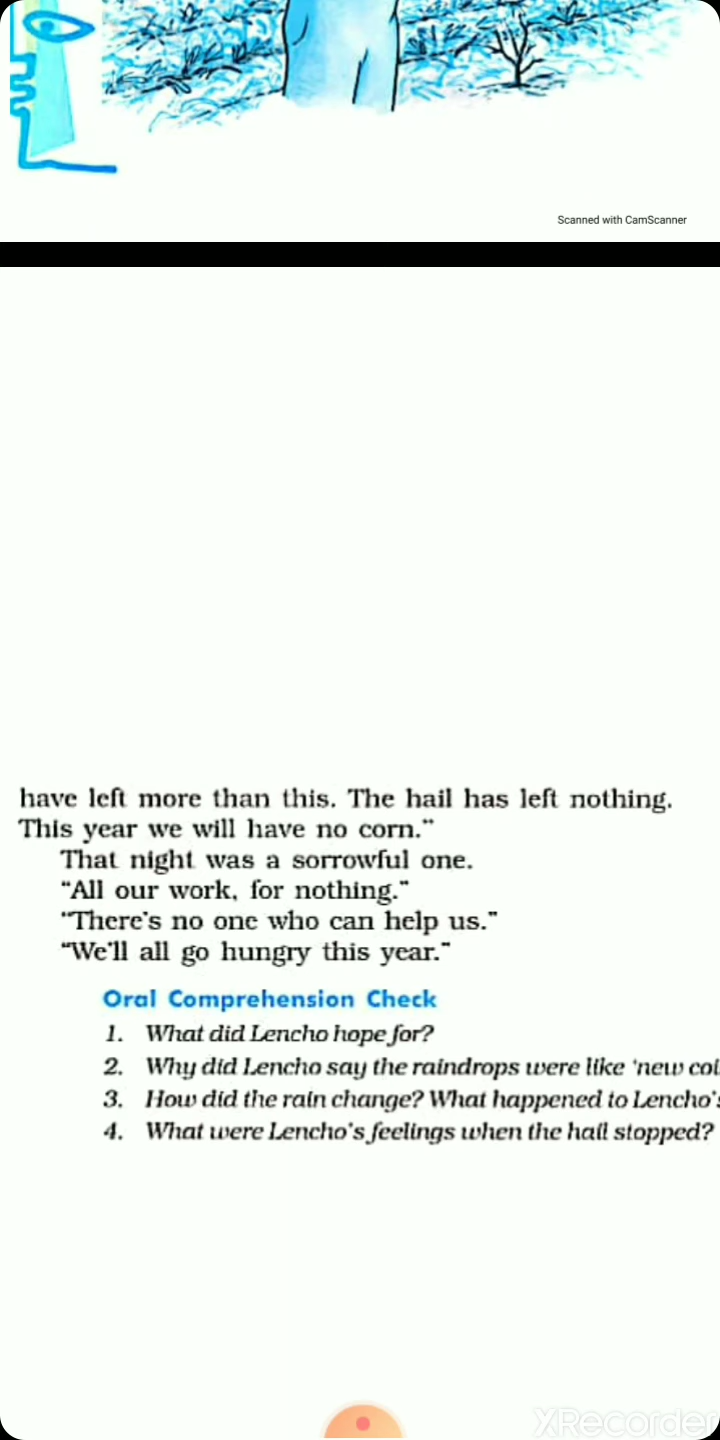 Scanned with CamScanner
have left more than this. The hail has left nothing.
This year we will have no corn."
That night was a sorrowful one.
"All our work, for nothing."
"There's no one who can help us."
"We'll all go hungry this year."
Oral Comprehension Check
1. What did Lencho hope for?
2. Why did Lencho say the raindrops were like 'new
3. How did the rain change? What happened to Lencho's
4. What were Lencho's feelings when the hail stopped?
XRecorder